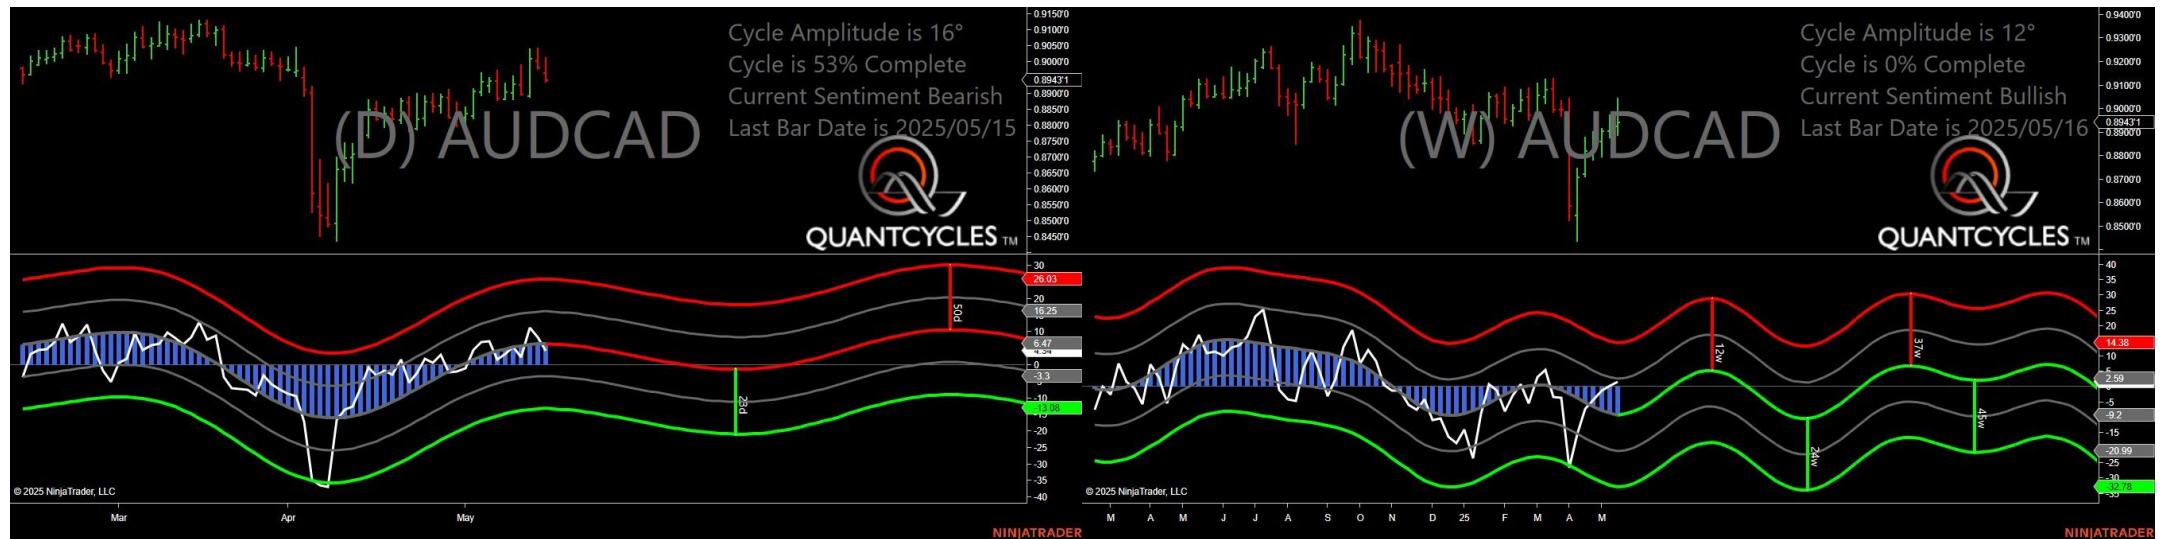 Cycle Amplitude is 16°
Cycle is 53% Complete
Current Sentiment Bearish
Last Bar Date is 2025/05/15
(D) AUDCAD
QUANTCYCLES TM
0.9150'0
0.9100'0
0.9050'0
0.9000'0
0.8943'1
0.8900'0
0.8850'0
0.8800'0
0.8750'0
0.8700'0
0.8650'0
0.8600'0
0.8550'0
0.8500'0
0.8450'0
30
26.03
20
16.25
10
6.47
4.34
0
-3.3
-10
-13.08
-15
-20
-25
-30
-35
-40
50d
23d
© 2025 NinjaTrader, LLC
Mar
Apr
May
NINJATRADER
Cycle Amplitude is 12°
Cycle is 0% Complete
Current Sentiment Bullish
Last Bar Date is 2025/05/16
(W) AUDCAD
QUANTCYCLES TM
0.9400'0
0.9300'0
0.9200'0
0.9100'0
0.9000'0
0.8943'1
0.8900'0
0.8800'0
0.8700'0
0.8600'0
0.8500'0
40
35
30
25
20
14.38
10
2.59
-5
-9.2
-15
-20.99
-25
-32.78
-35
12w
24w
37w
45w
© 2025 NinjaTrader, LLC
M A M J J A S O N D 25 F M A M
NINJATRADER